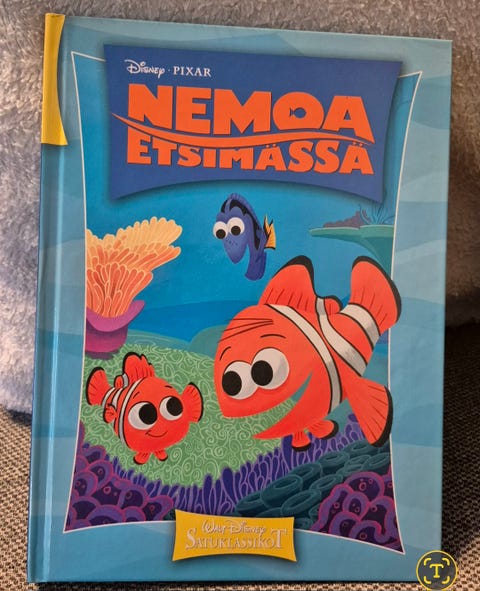 Disney · PIXAR
NEMOA
ETSIMÄSSÄ
WALT DISNEY
SATUKLASSIKOT
T